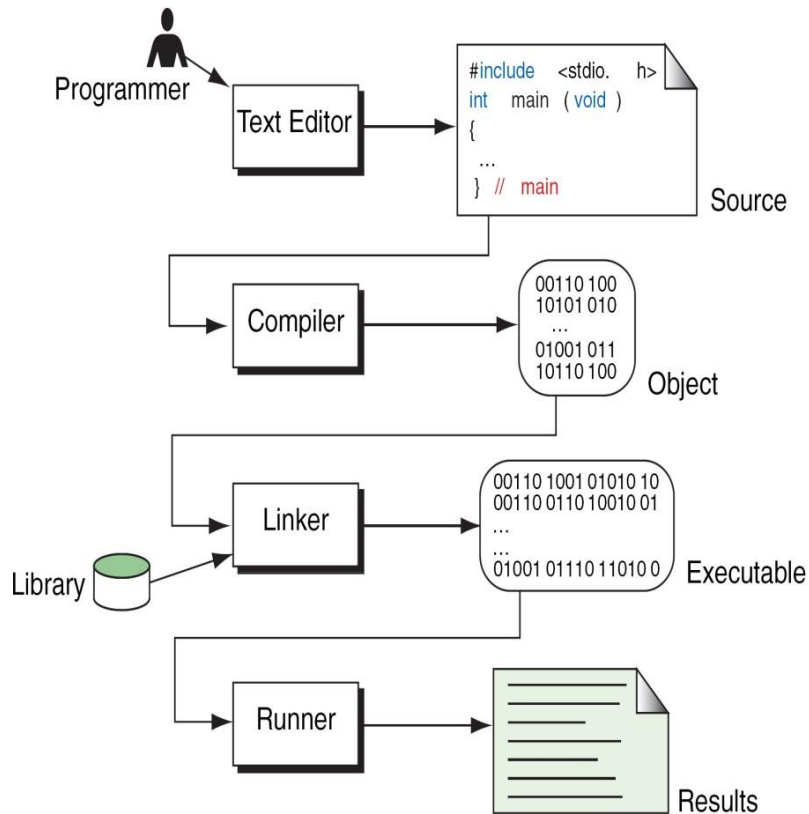 Programmer
Text Editor
#include <stdio. h>
int main ( void )
{
...
} // main
Source
Compiler
00110 100
10101 010
...
01001 011
10110 100
Object
Linker
Library
00110 1001 01010 10
00110 0110 10010 01
...
...
01001 01110 11010 0
Executable
Runner
Results